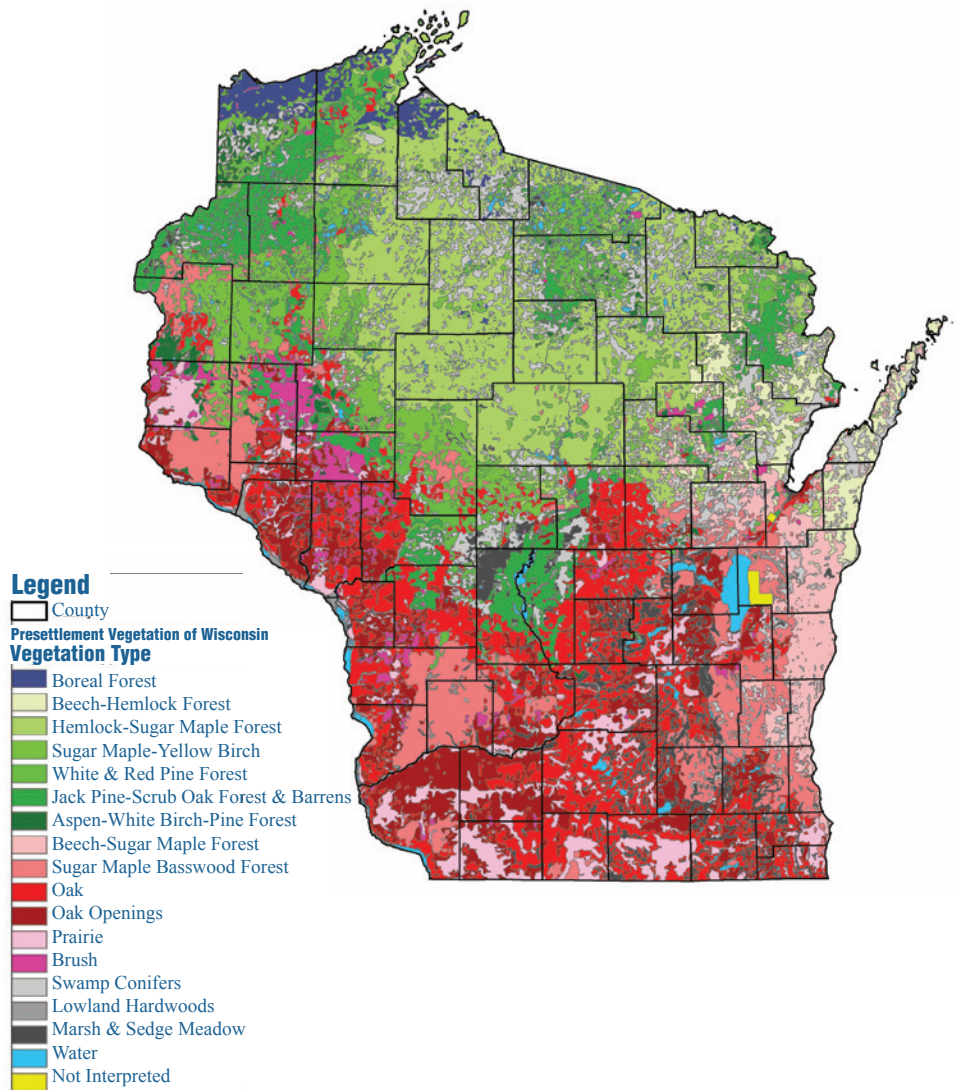 Legend
County
Presettlement Vegetation of Wisconsin
Vegetation Type
Boreal Forest
Beech-Hemlock Forest
Hemlock-Sugar Maple Forest
Sugar Maple-Yellow Birch
White & Red Pine Forest
Jack Pine-Scrub Oak Forest & Barrens
Aspen-White Birch-Pine Forest
Beech-Sugar Maple Forest
Sugar Maple Basswood Forest
Oak
Oak Openings
Prairie
Brush
Swamp Conifers
Lowland Hardwoods
Marsh & Sedge Meadow
Water
Not Interpreted